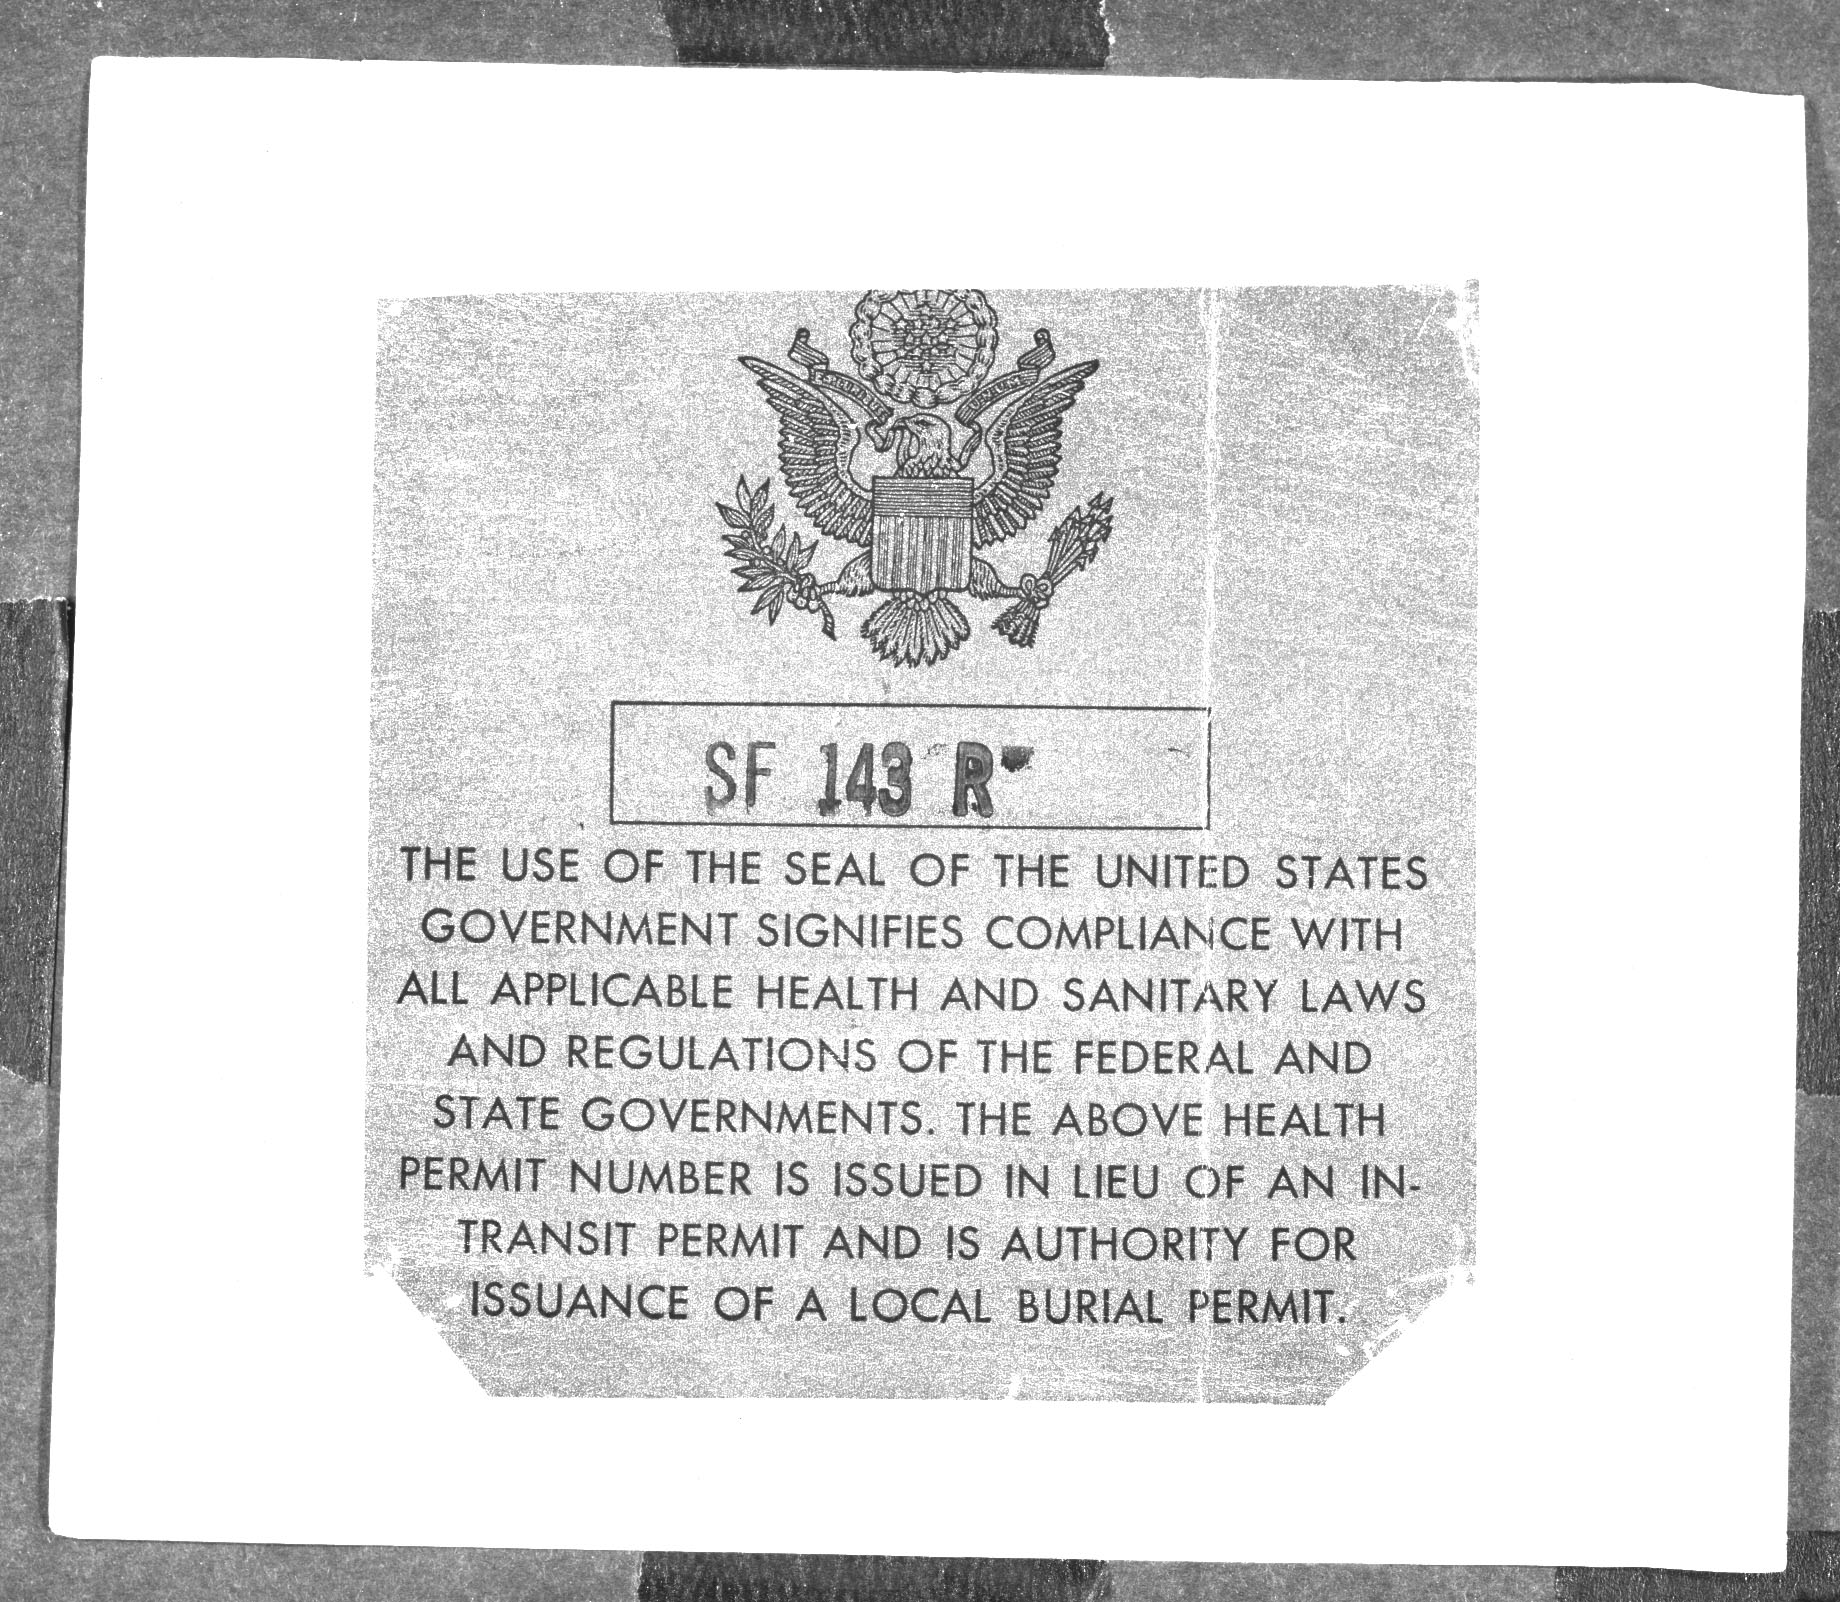 SF 143 R
THE USE OF THE SEAL OF THE UNITED STATES
GOVERNMENT SIGNIFIES COMPLIANCE WITH
ALL APPLICABLE HEALTH AND SANITARY LAWS
AND REGULATIONS OF THE FEDERAL AND
STATE GOVERNMENTS. THE ABOVE HEALTH
PERMIT NUMBER IS ISSUED IN LIEU OF AN IN-
TRANSIT PERMIT AND IS AUTHORITY FOR
ISSUANCE OF A LOCAL BURIAL PERMIT.